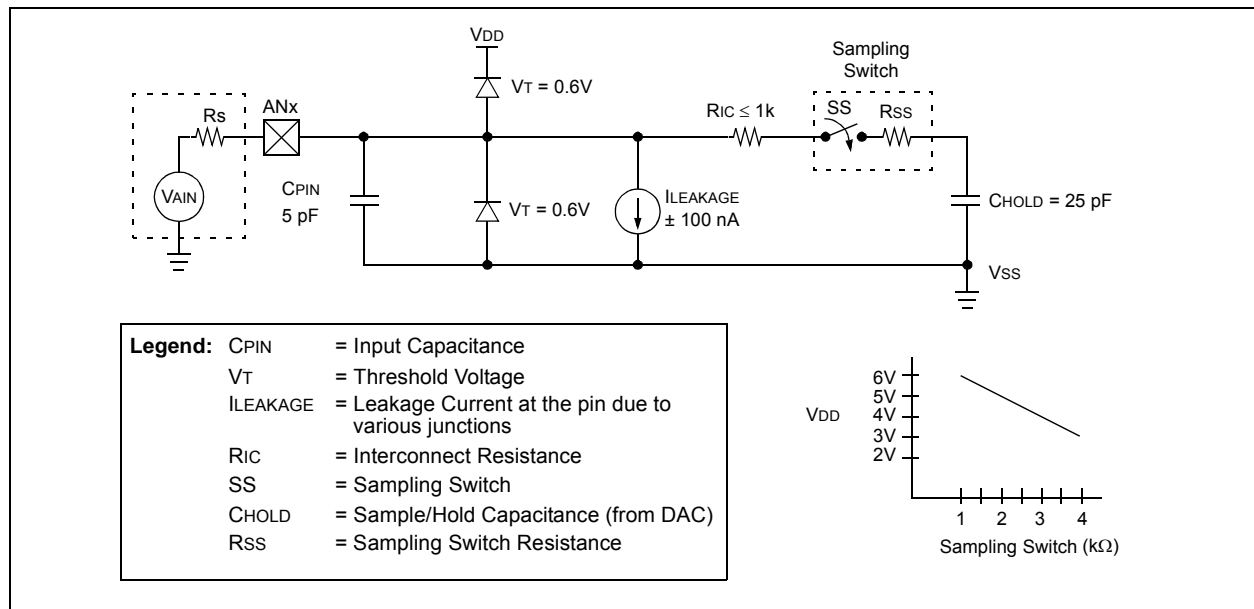 VDD
Sampling
Switch
VT = 0.6V
ANx
Rs
RIC ≤ 1k
SS
RSS
VAIN
CPIN
5 pF
VT = 0.6V
ILEAKAGE
± 100 nA
CHOLD = 25 pF
VSS
Legend: CPIN = Input Capacitance
VT = Threshold Voltage
ILEAKAGE = Leakage Current at the pin due to
various junctions
RIC = Interconnect Resistance
SS = Sampling Switch
CHOLD = Sample/Hold Capacitance (from DAC)
RSS = Sampling Switch Resistance
VDD
6V
5V
4V
3V
2V
1 2 3 4
Sampling Switch (kΩ)